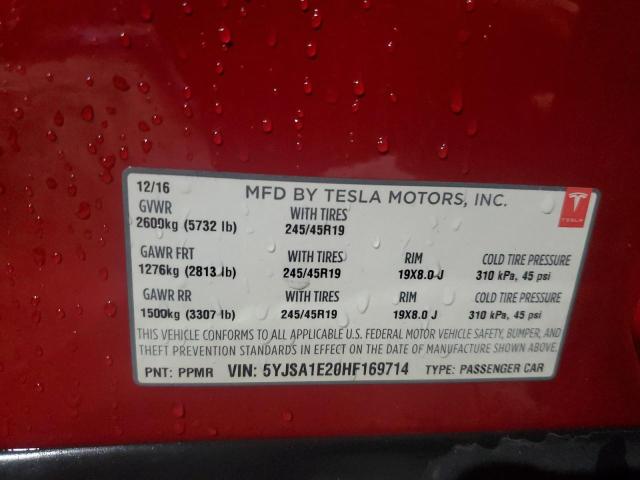 12/16 MFD BY TESLA MOTORS, INC.
TESLA
GVWR WITH TIRES
2600kg (5732 lb) 245/45R19
GAWR FRT WITH TIRES RIM COLD TIRE PRESSURE
1276kg (2813 lb) 245/45R19 19X8.0 J 310 kPa, 45 psi
GAWR RR WITH TIRES RIM COLD TIRE PRESSURE
1500kg (3307 lb) 245/45R19 19X8.0 J 310 kPa, 45 psi
THIS VEHICLE CONFORMS TO ALL APPLICABLE U.S. FEDERAL MOTOR VEHICLE SAFETY, BUMPER, AND
THEFT PREVENTION STANDARDS IN EFFECT ON THE DATE OF MANUFACTURE SHOWN ABOVE.
PNT: PPMR VIN: 5YJSA1E20HF169714 TYPE: PASSENGER CAR